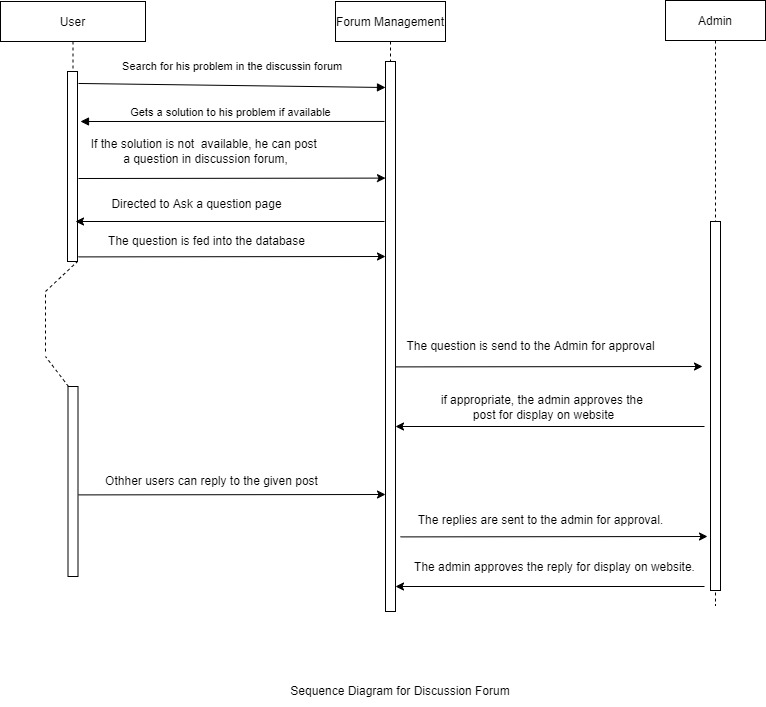 User
Forum Management
Admin
Search for his problem in the discussin forum
Gets a solution to his problem if available
If the solution is not  available, he can post
a question in discussion forum,
Directed to Ask a question page
The question is fed into the database
The question is send to the Admin for approval
if appropriate, the admin approves the
post for display on website
Othher users can reply to the given post
The replies are sent to the admin for approval.
The admin approves the reply for display on website.
Sequence Diagram for Discussion Forum